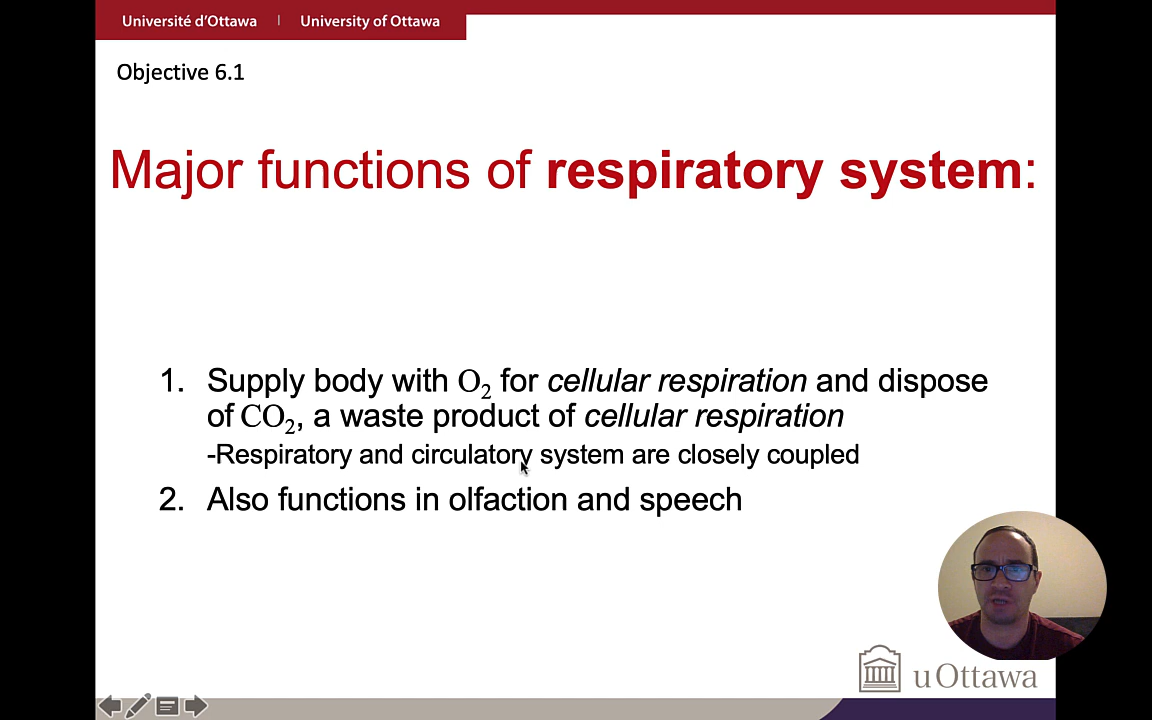 Université d'Ottawa | University of Ottawa
Objective 6.1
Major functions of respiratory system:
1. Supply body with O₂ for cellular respiration and dispose
of CO₂, a waste product of cellular respiration
-Respiratory and circulatory system are closely coupled
2. Also functions in olfaction and speech
uOttawa